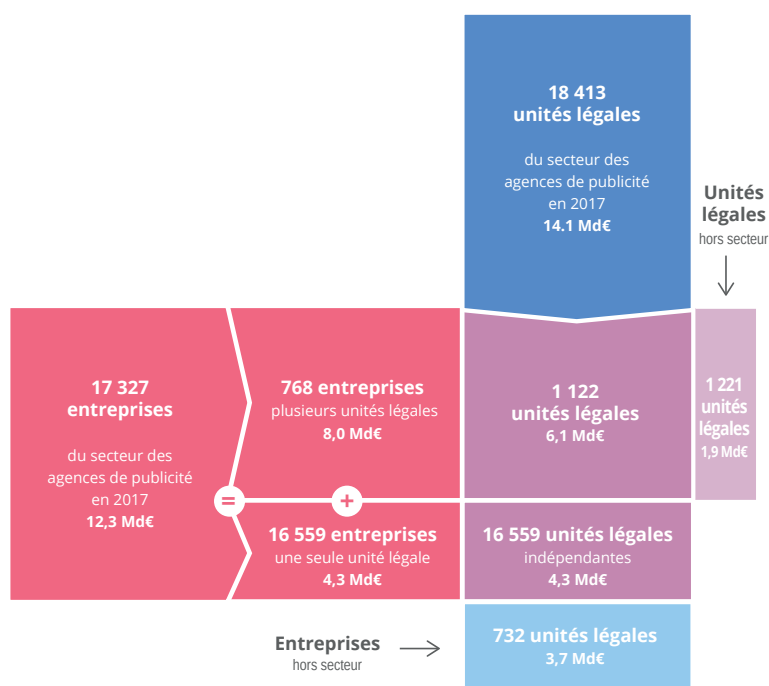 18 413
unités légales
du secteur des
agences de publicité
en 2017
14.1 Md€
Unités
légales
hors secteur
17 327
entreprises
du secteur des
agences de publicité
en 2017
12,3 Md€
=
768 entreprises
plusieurs unités légales
8,0 Md€
+
16 559 entreprises
une seule unité légale
4,3 Md€
1 122
unités légales
6,1 Md€
1 221
unités
légales
1,9 Md€
16 559 unités légales
indépendantes
4,3 Md€
Entreprises
hors secteur
732 unités légales
3,7 Md€